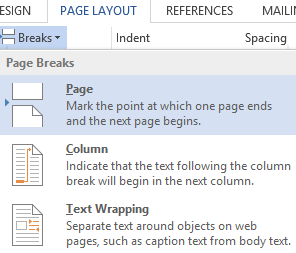 ESIGN PAGE LAYOUT REFERENCES MAILIN
Breaks Indent Spacing
Page Breaks
Page
Mark the point at which one page ends
and the next page begins.
Column
Indicate that the text following the column
break will begin in the next column.
Text Wrapping
Separate text around objects on web
pages, such as caption text from body text.